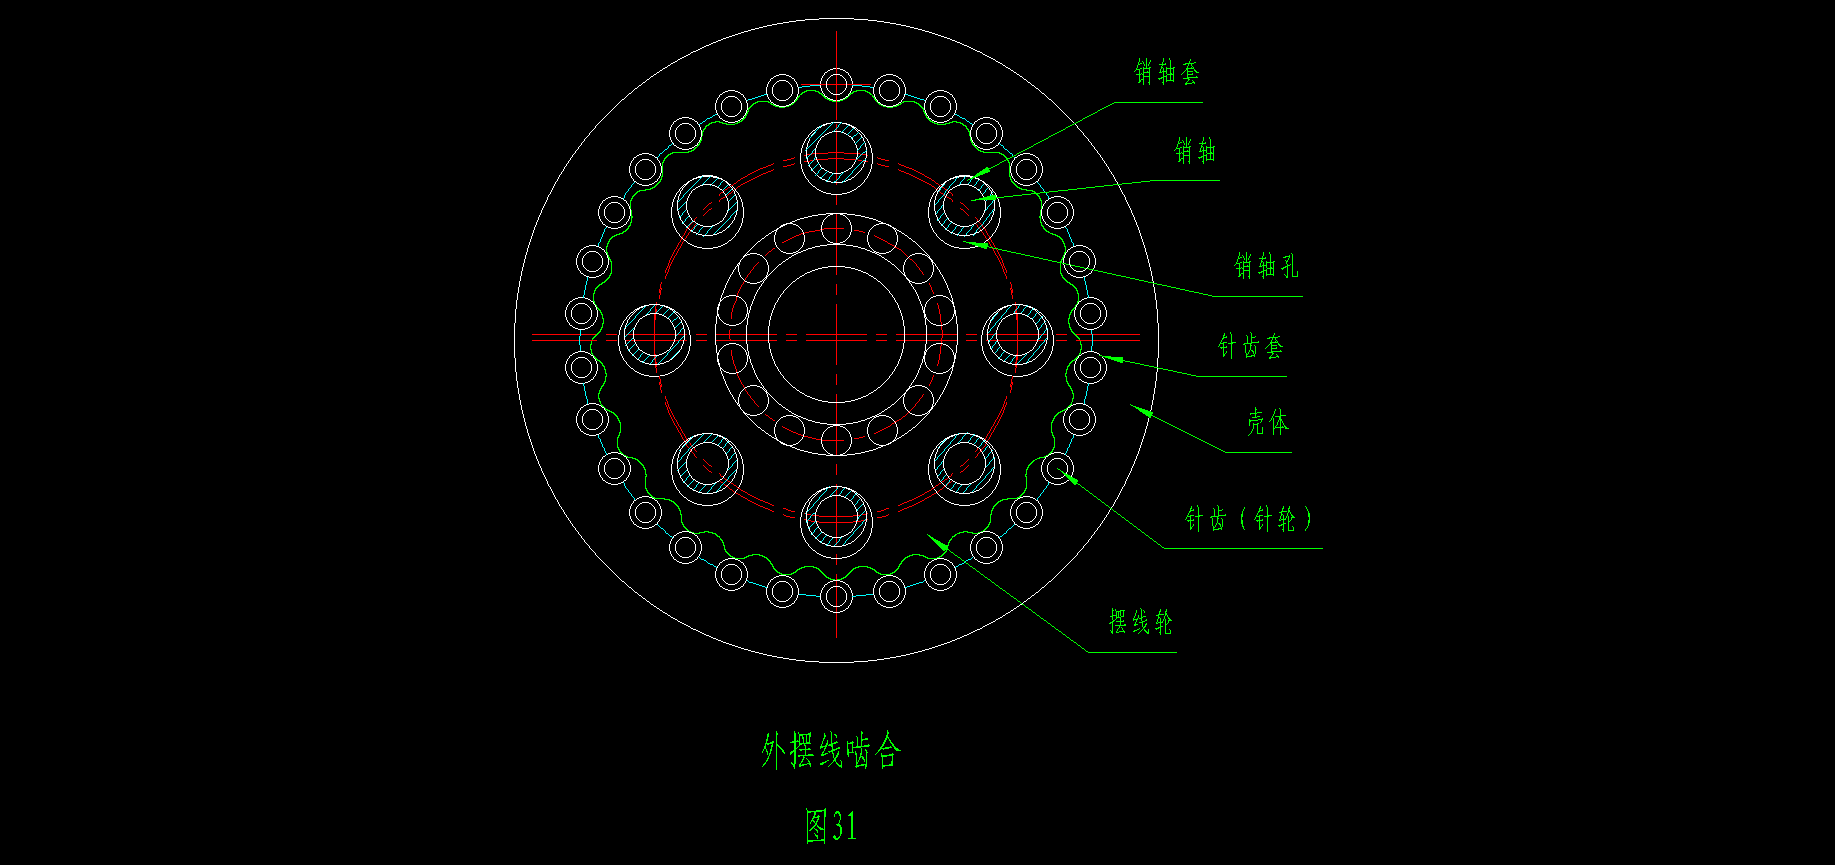 销轴套
销轴
销轴孔
针齿套
壳体
针齿（针轮）
摆线轮
外摆线啮合
图31